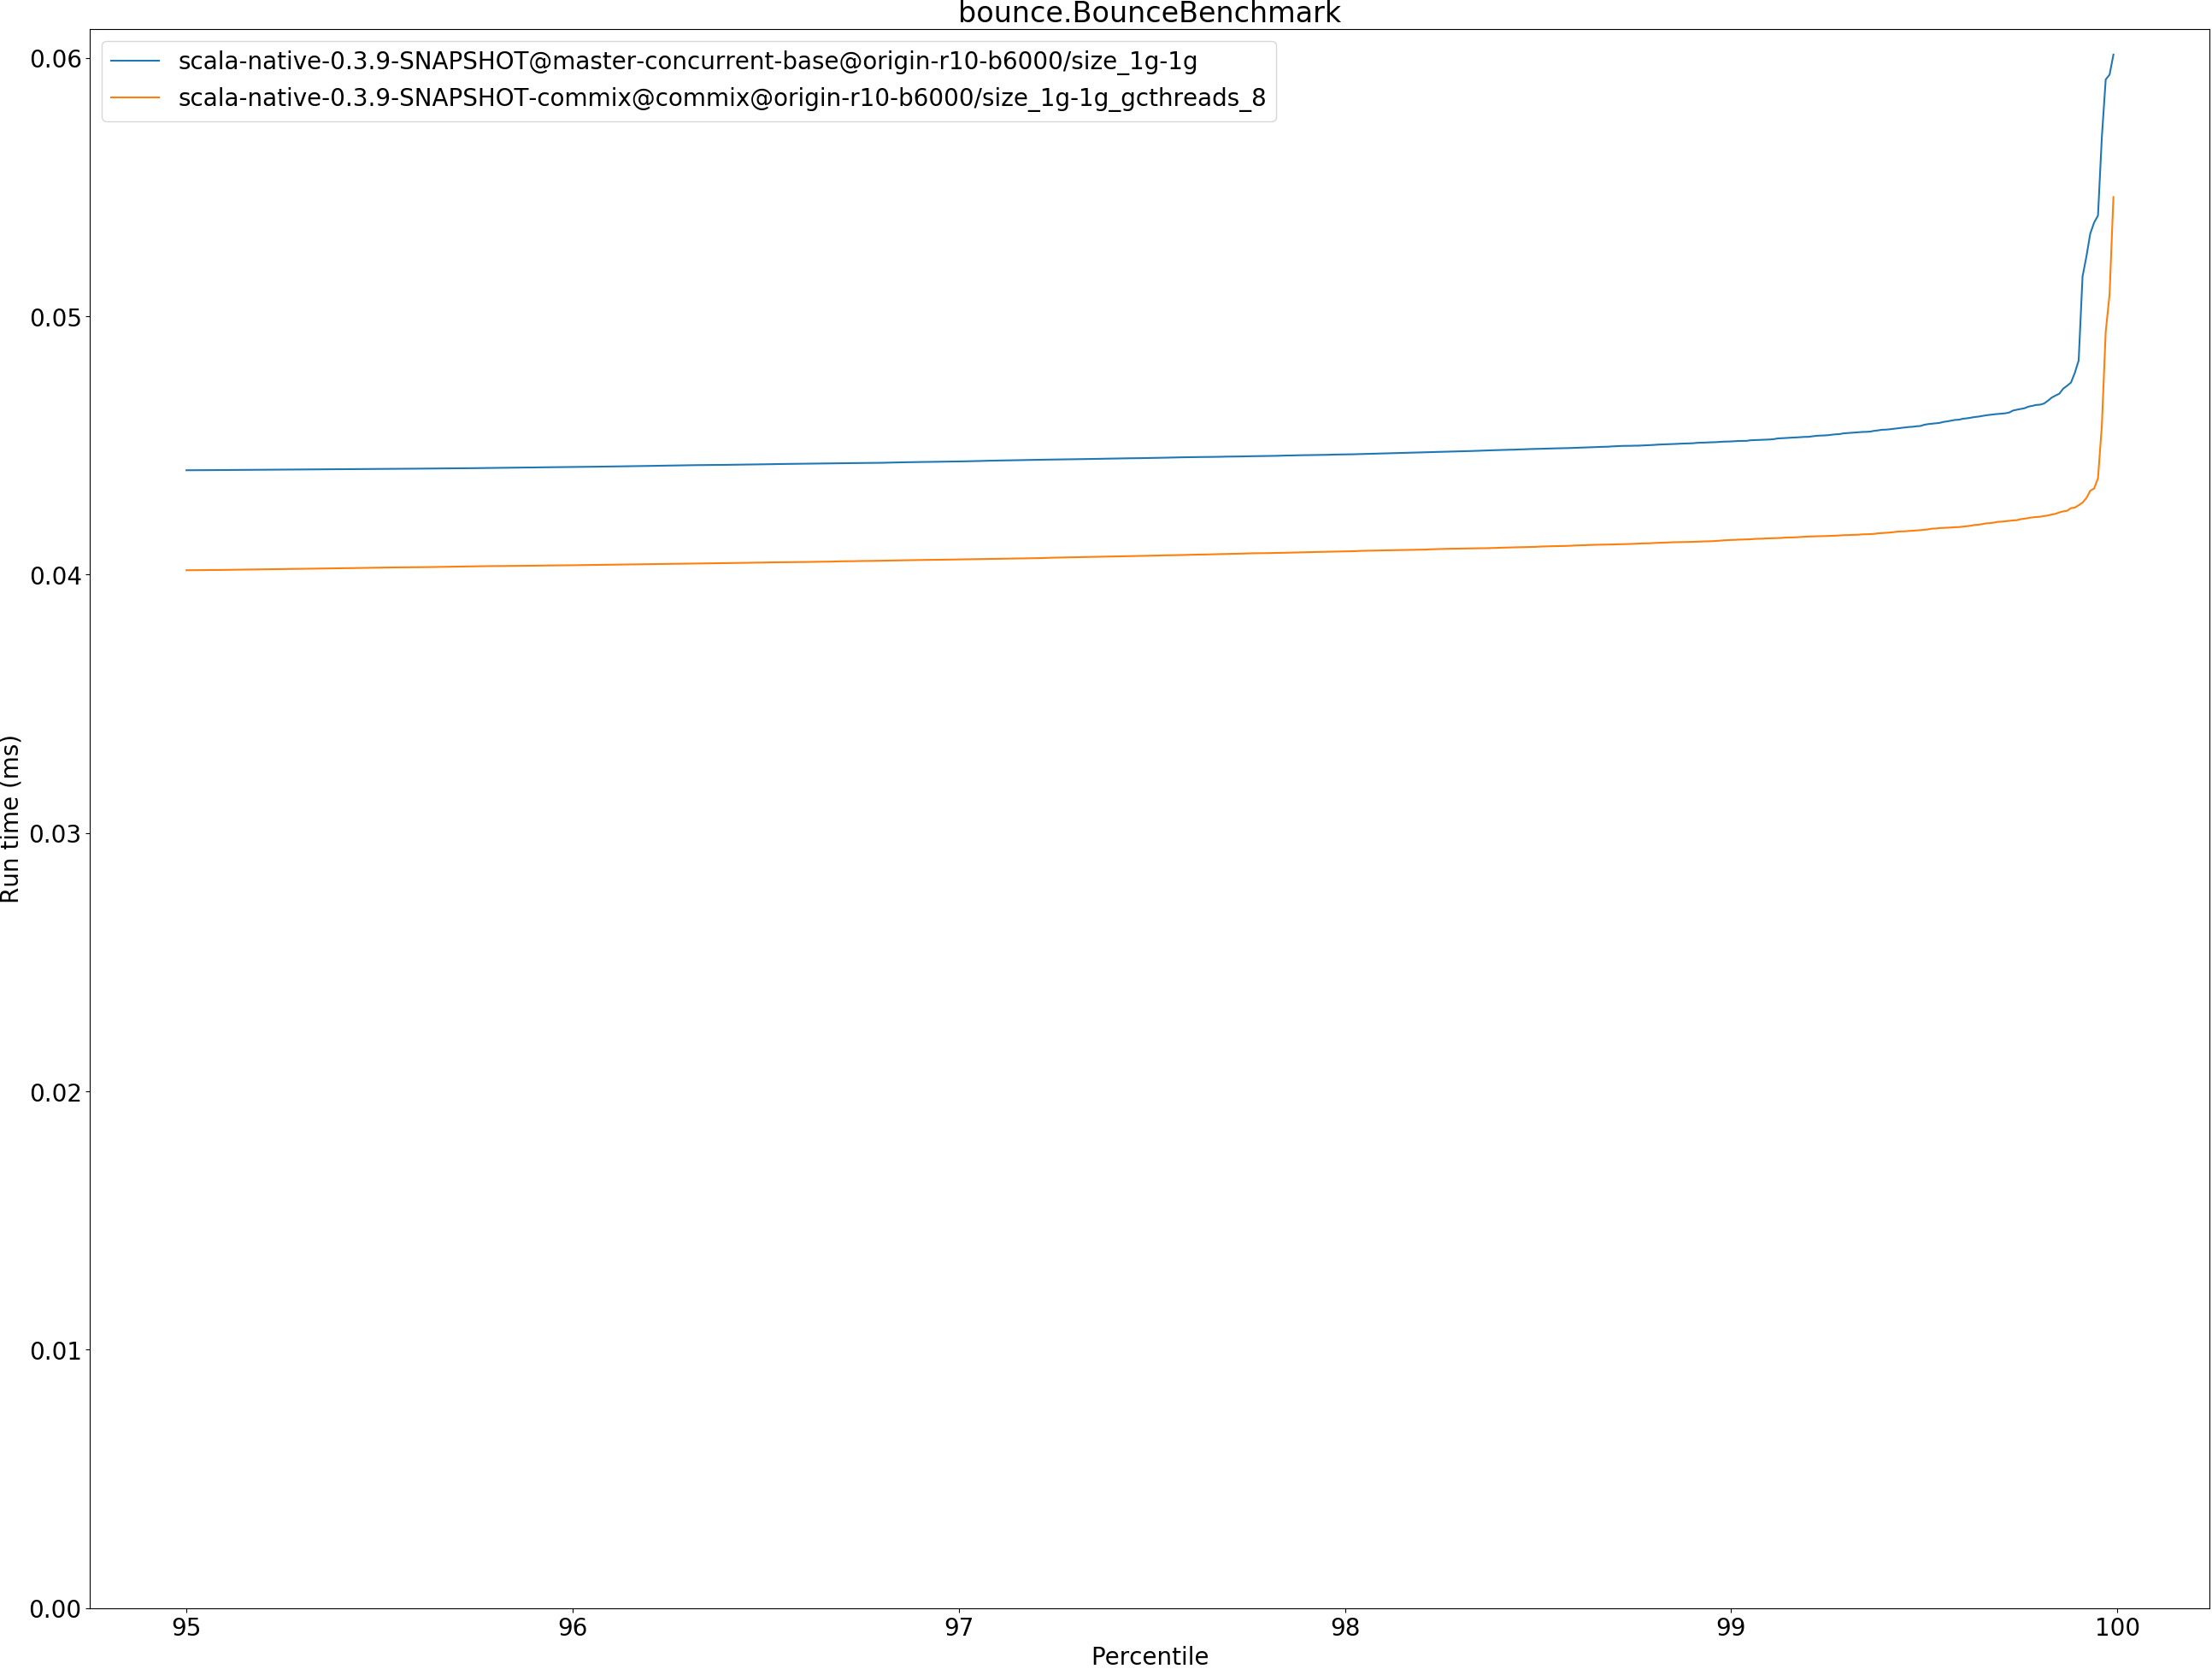 bounce.BounceBenchmark
scala-native-0.3.9-SNAPSHOT@master-concurrent-base@origin-r10-b6000/size_1g-1g
scala-native-0.3.9-SNAPSHOT-commix@commix@origin-r10-b6000/size_1g-1g_gcthreads_8
0.06
0.05
0.04
0.03
0.02
0.01
0.00
Run time (ms)
95 96 97 98 99 100
Percentile